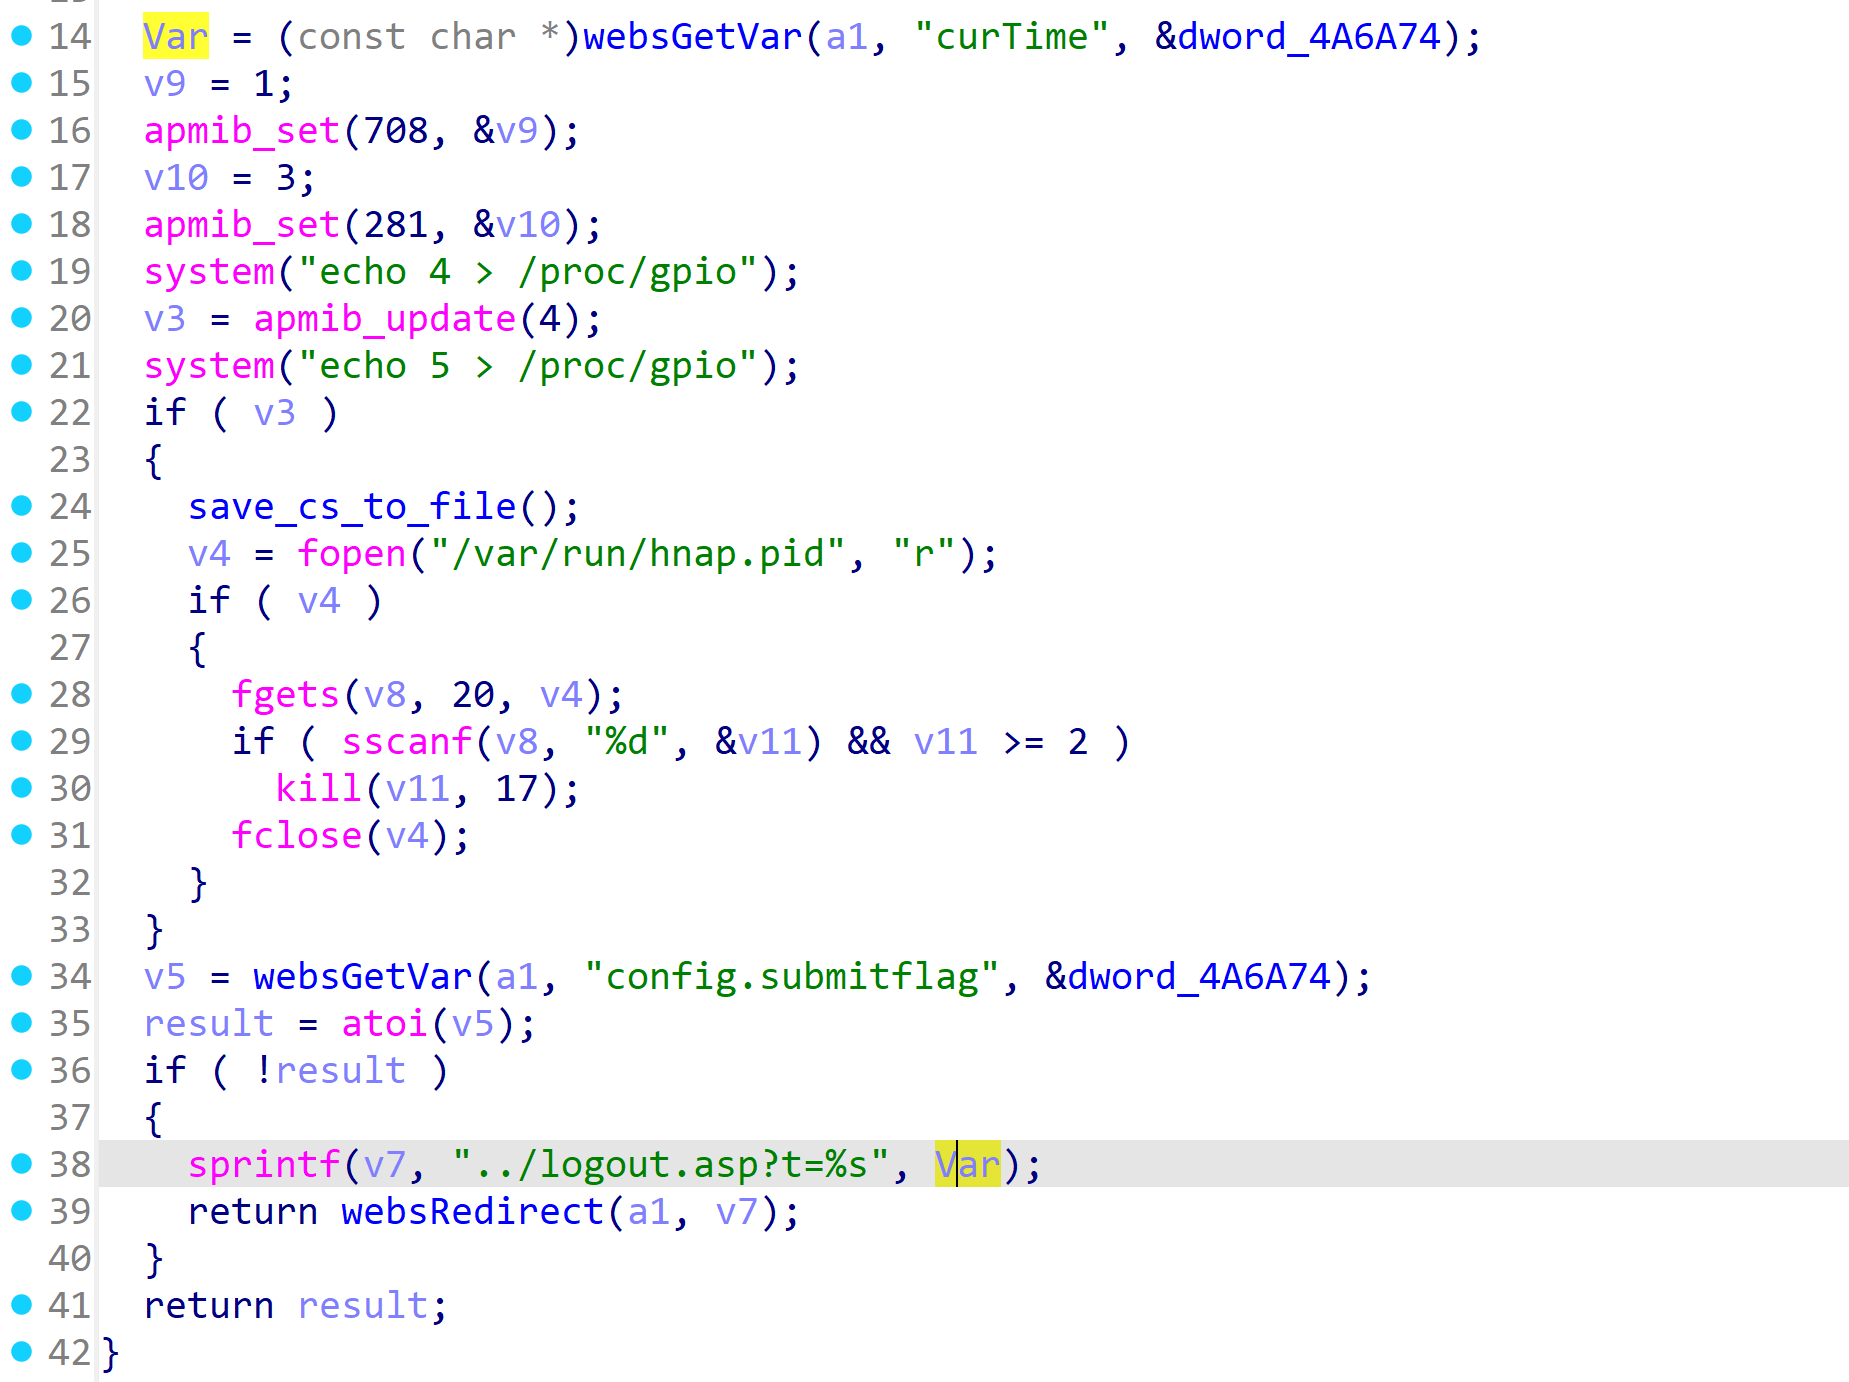 14 Var = (const char *)websGetVar(a1, "curTime", &dword_4A6A74);
15 v9 = 1;
16 apmib_set(708, &v9);
17 v10 = 3;
18 apmib_set(281, &v10);
19 system("echo 4 > /proc/gpio");
20 v3 = apmib_update(4);
21 system("echo 5 > /proc/gpio");
22 if ( v3 )
23 {
24 save_cs_to_file();
25 v4 = fopen("/var/run/hnap.pid", "r");
26 if ( v4 )
27 {
28 fgets(v8, 20, v4);
29 if ( sscanf(v8, "%d", &v11) && v11 >= 2 )
30 kill(v11, 17);
31 fclose(v4);
32 }
33 }
34 v5 = websGetVar(a1, "config.submitflag", &dword_4A6A74);
35 result = atoi(v5);
36 if ( !result )
37 {
38 sprintf(v7, "../logout.asp?t=%s", Var);
39 return websRedirect(a1, v7);
40 }
41 return result;
42 }